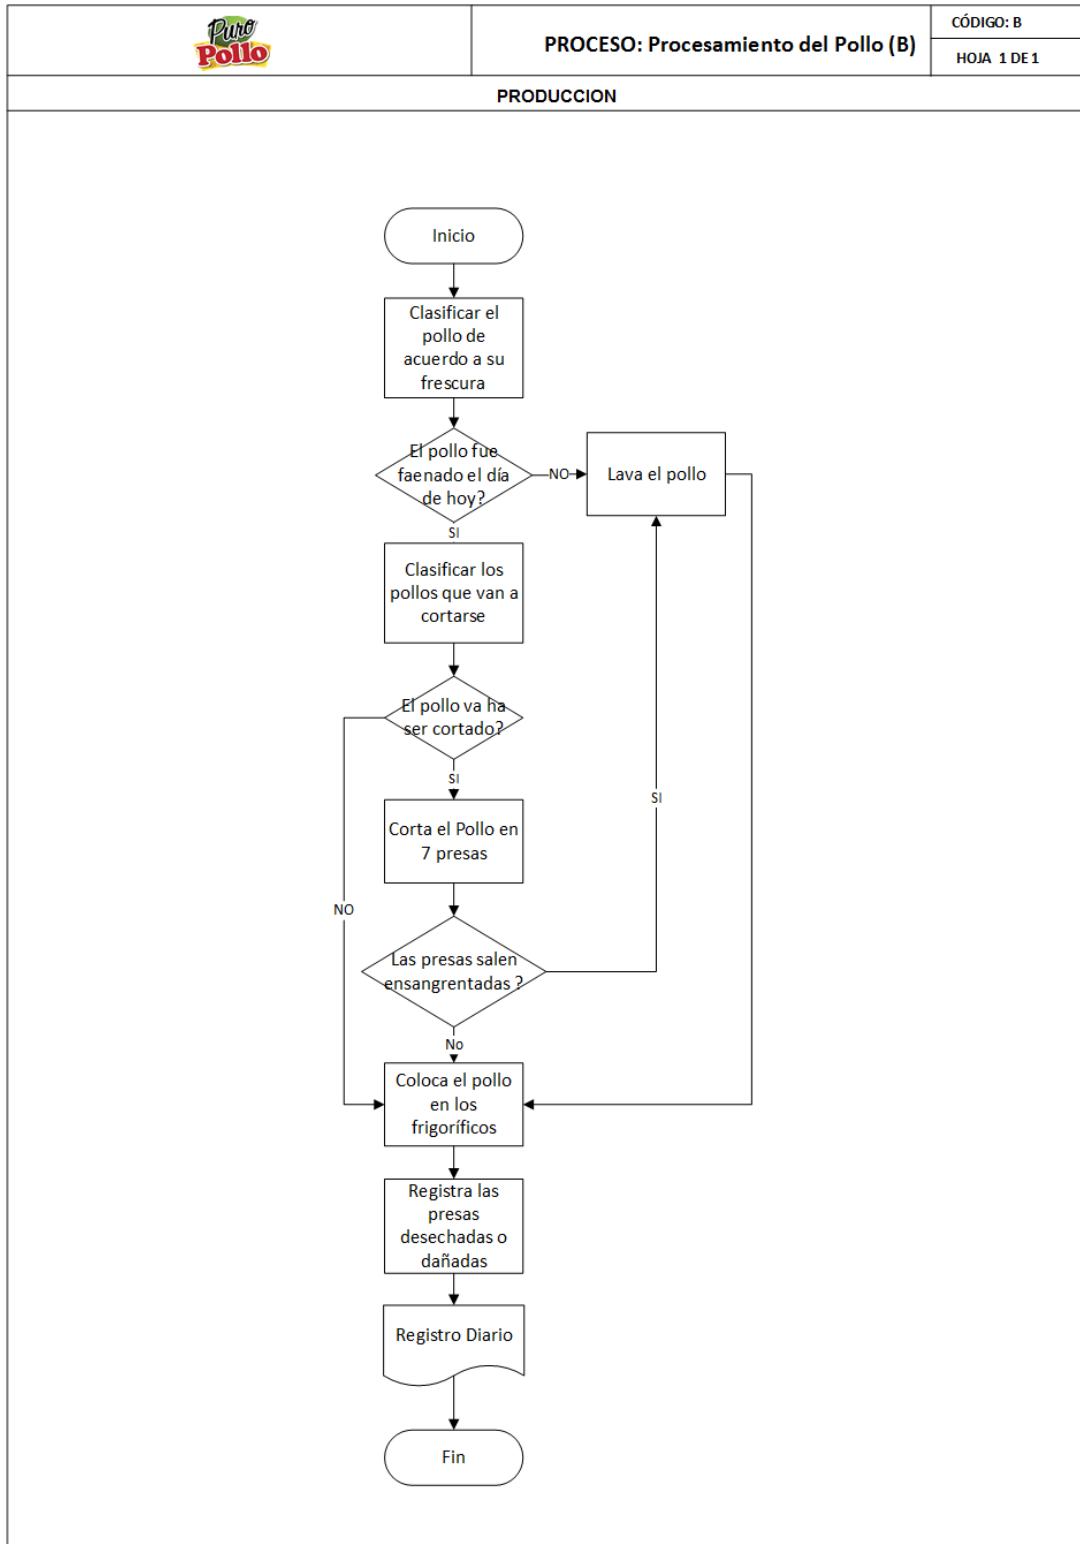 Puro
Pollo
PROCESO: Procesamiento del Pollo (B)
CÓDIGO: B
HOJA 1 DE 1
PRODUCCION
Inicio
Clasificar el
pollo de
acuerdo a su
frescura
El pollo fue
faenado el día
de hoy?
NO
Lava el pollo
SI
Clasificar los
pollos que van a
cortarse
El pollo va ha
ser cortado?
SI
SI
Corta el Pollo en
7 presas
NO
Las presas salen
ensangrentadas ?
No
Coloca el pollo
en los
frigoríficos
Registra las
presas
desechadas o
dañadas
Registro Diario
Fin